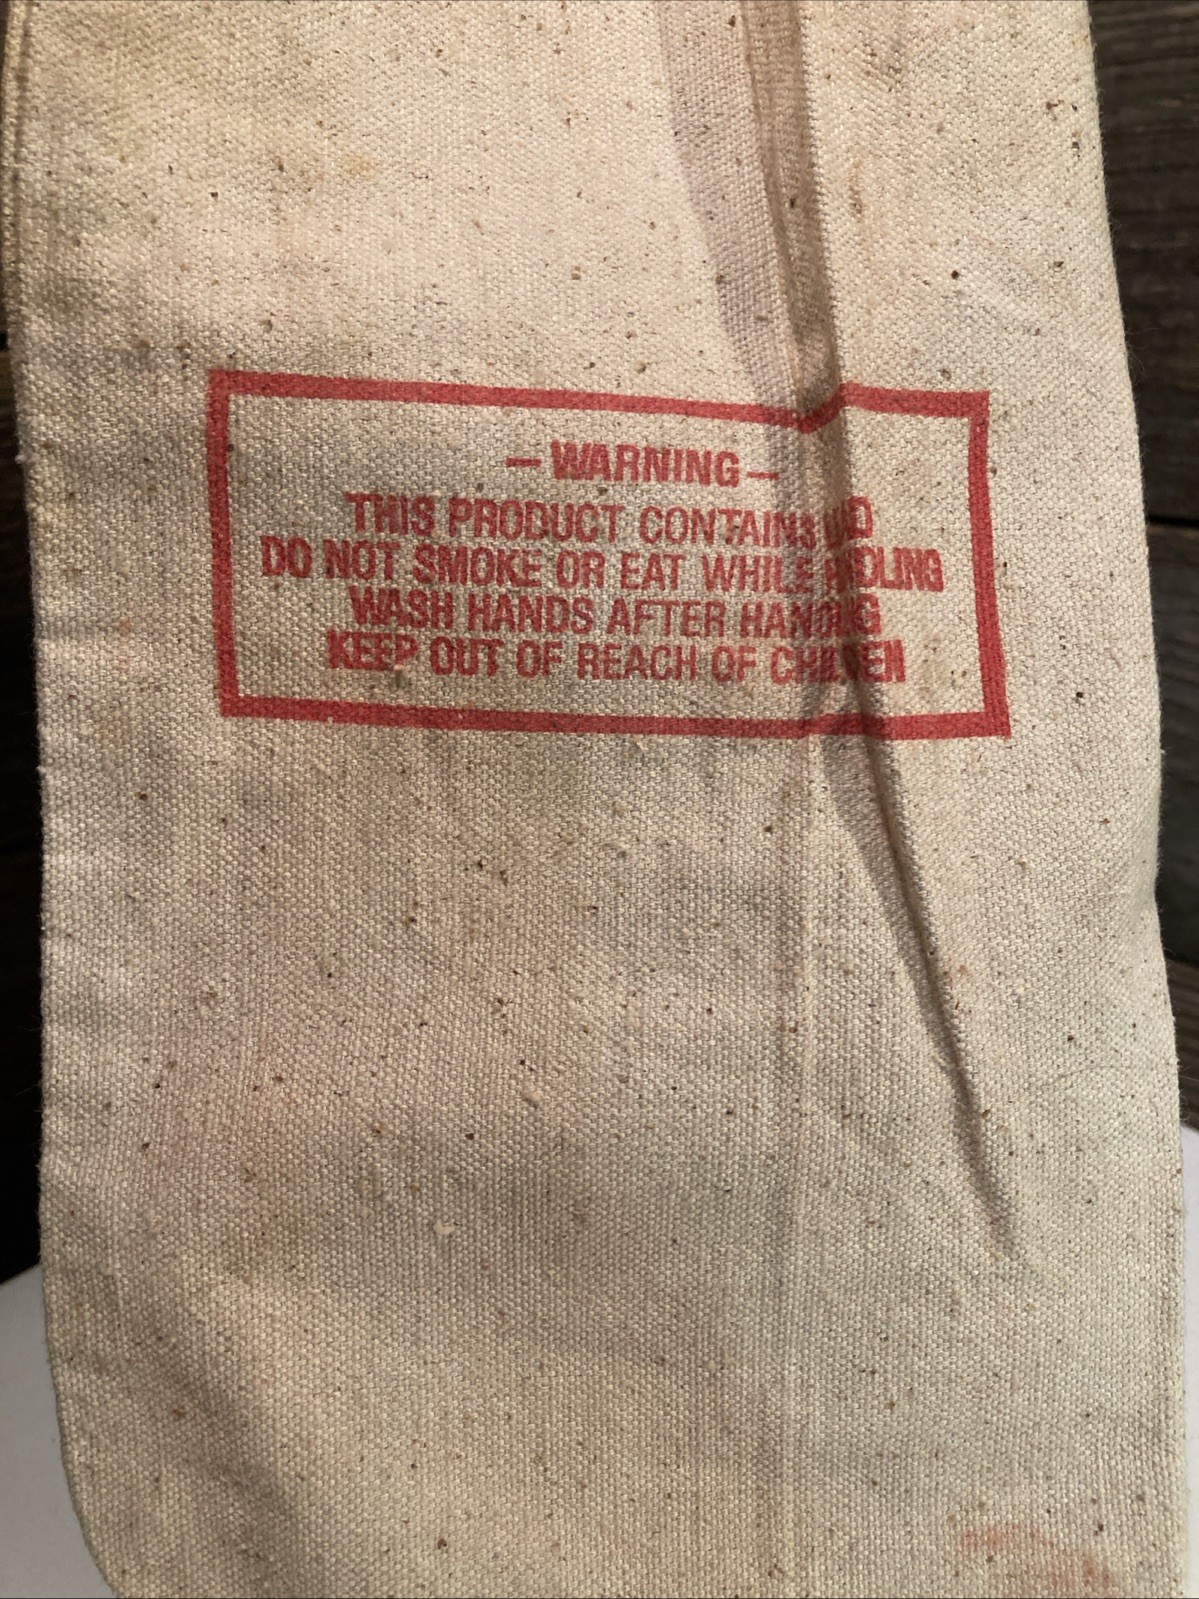 – WARNING –
THIS PRODUCT CONTAINS
DO NOT SMOKE OR EAT WHILE
WASH HANDS AFTER
KEEP OUT OF REACH OF